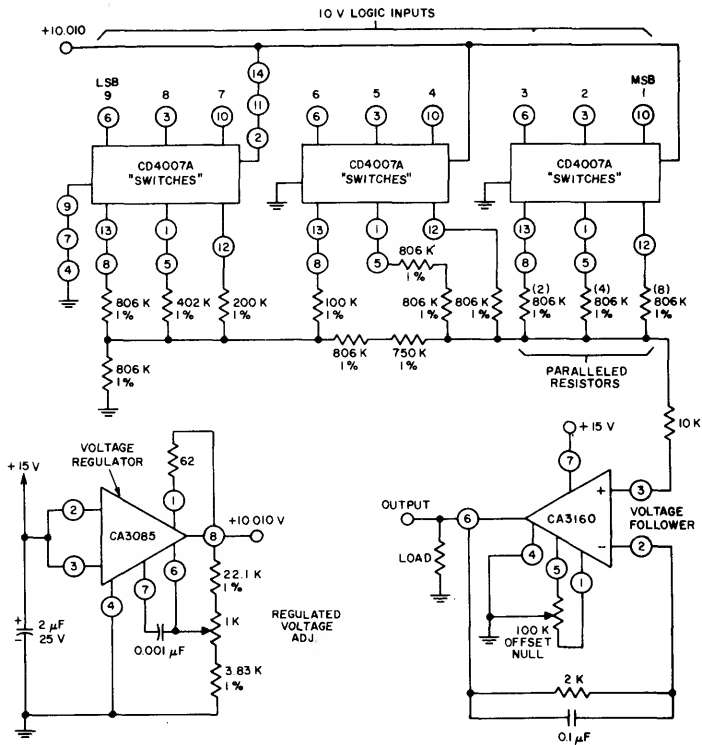 10 V LOGIC INPUTS
+10.010
LSB
9 8 7 6 5 4 3 2
MSB
1
14
11
2
6 3 10 6 3 10 6 3 10
CD4007A
"SWITCHES"
CD4007A
"SWITCHES"
CD4007A
"SWITCHES"
9
7
4
13 1 12
8 5
13 1 12
8 5
13 1 12
8 5
806 K
1%
402 K
1%
200 K
1%
100 K
1%
806 K
1%
806 K
1%
806 K
1%
(2)
806 K
1%
(4)
806 K
1%
(8)
806 K
1%
806 K
1%
806 K
1%
750 K
1%
PARALLELED
RESISTORS
10 K
VOLTAGE
REGULATOR
62
+15 V
2
3
CA3085
1
8
+10.010 V
4
7
6
22.1 K
1%
1K
3.83 K
1%
0.001 µF
2 µF
25 V
+
−
REGULATED
VOLTAGE
ADJ.
+15 V
7
OUTPUT
6
LOAD
CA3160
+
−
3
2
VOLTAGE
FOLLOWER
4
5
1
100 K
OFFSET
NULL
2 K
0.1 µF